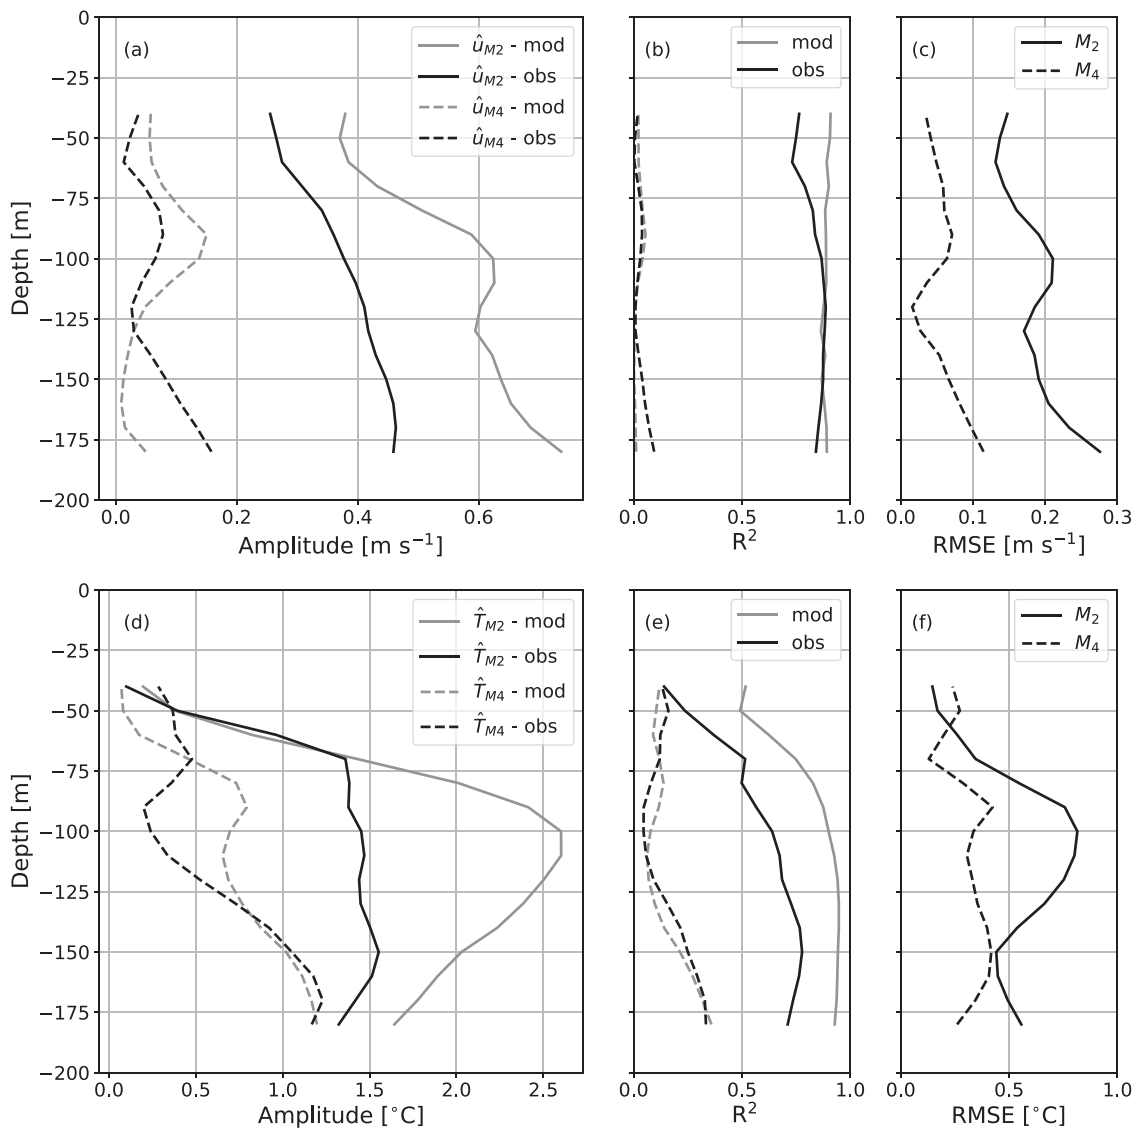 (a)
û_M2 - mod
û_M2 - obs
û_M4 - mod
û_M4 - obs
0
−25
−50
−75
−100
−125
−150
−175
−200
Depth [m]
0.0 0.2 0.4 0.6
Amplitude [m s⁻¹]
(b)
mod
obs
0.0 0.5 1.0
R²
(c)
M₂
M₄
0.0 0.1 0.2 0.3
RMSE [m s⁻¹]
(d)
T̂_M2 - mod
T̂_M2 - obs
T̂_M4 - mod
T̂_M4 - obs
0
−25
−50
−75
−100
−125
−150
−175
−200
Depth [m]
0.0 0.5 1.0 1.5 2.0 2.5
Amplitude [°C]
(e)
mod
obs
0.0 0.5 1.0
R²
(f)
M₂
M₄
0.0 0.5 1.0
RMSE [°C]